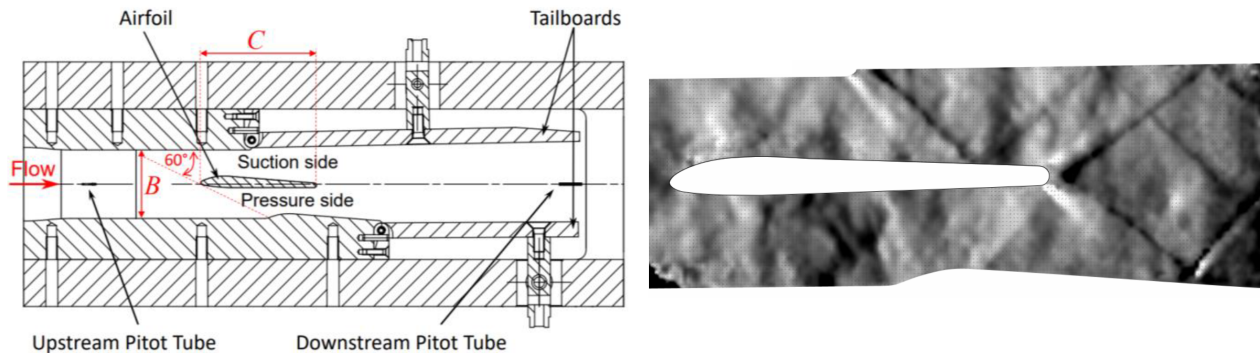 Airfoil
C
Tailboards
Flow
60°
B
Suction side
Pressure side
Upstream Pitot Tube
Downstream Pitot Tube